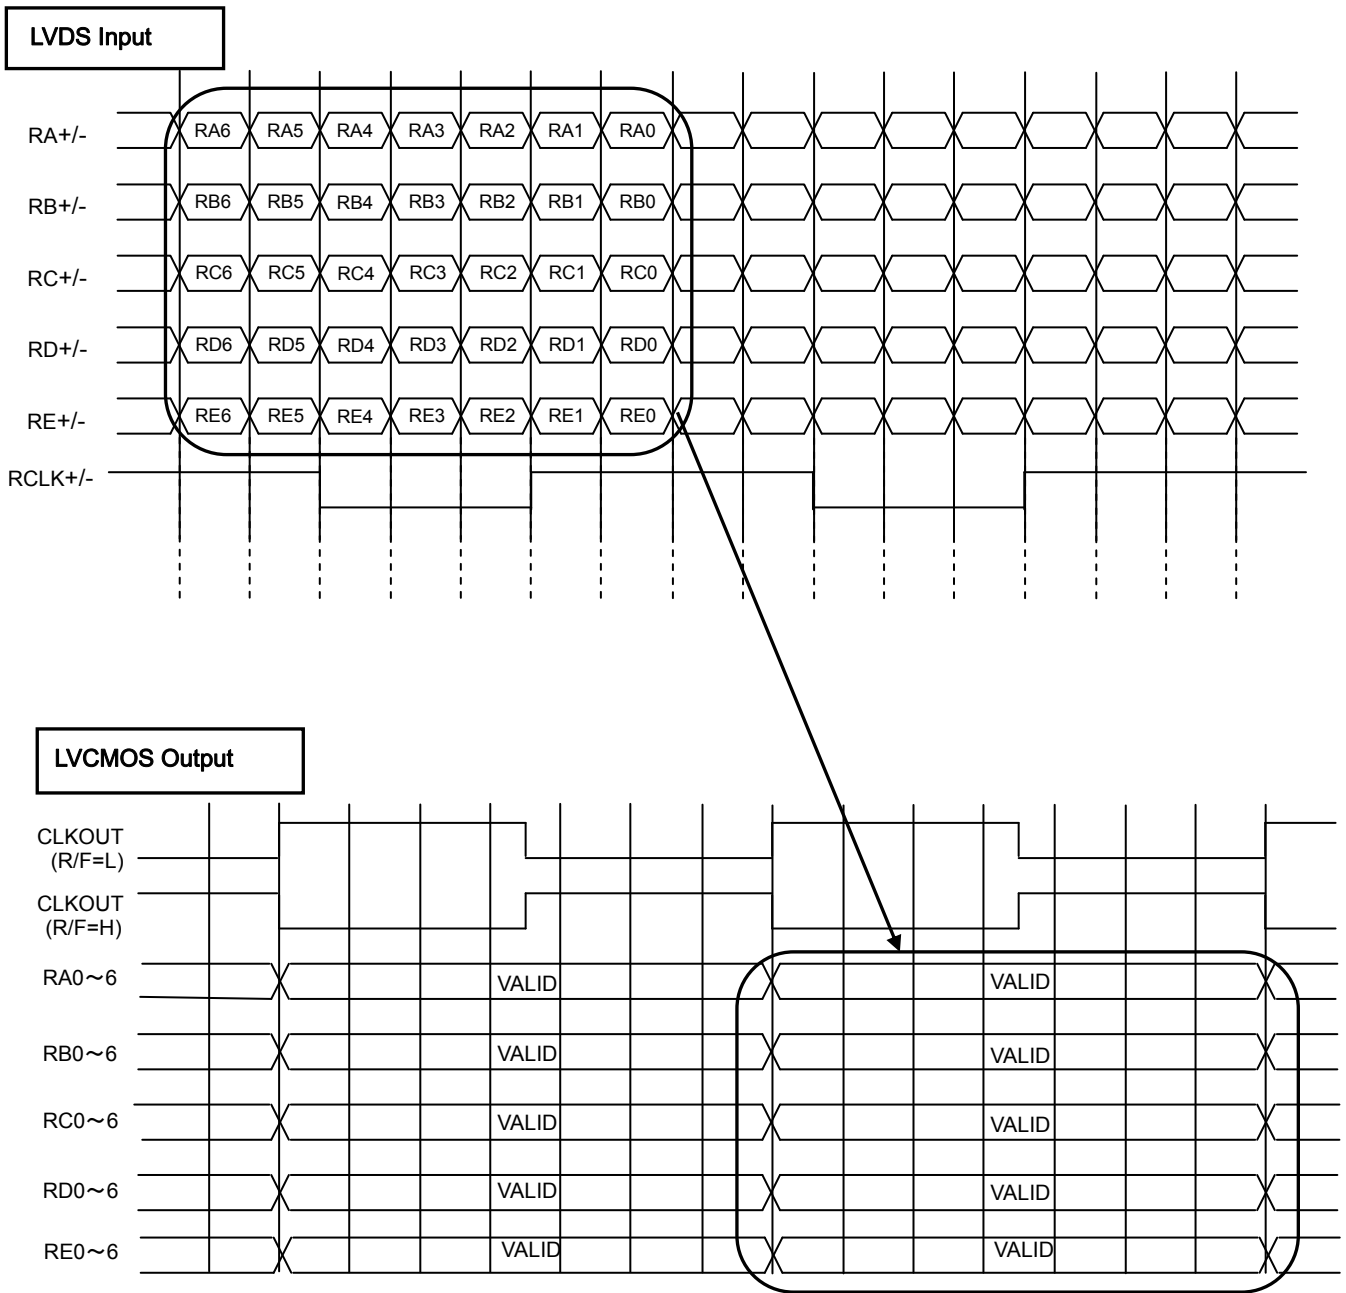 LVDS Input
RA+/- RA6 RA5 RA4 RA3 RA2 RA1 RA0
RB+/- RB6 RB5 RB4 RB3 RB2 RB1 RB0
RC+/- RC6 RC5 RC4 RC3 RC2 RC1 RC0
RD+/- RD6 RD5 RD4 RD3 RD2 RD1 RD0
RE+/- RE6 RE5 RE4 RE3 RE2 RE1 RE0
RCLK+/-
LVCMOS Output
CLKOUT
(R/F=L)
CLKOUT
(R/F=H)
RA0～6 VALID VALID
RB0～6 VALID VALID
RC0～6 VALID VALID
RD0～6 VALID VALID
RE0～6 VALID VALID